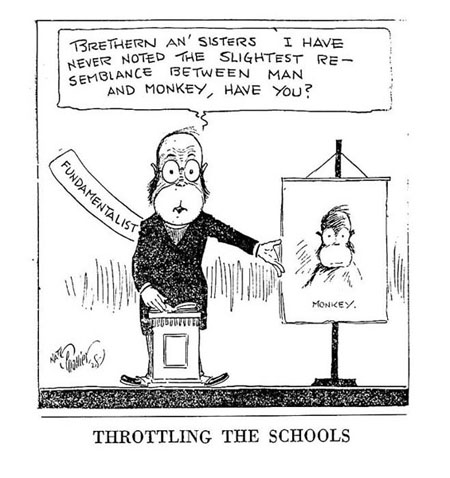 BRETHERN AN' SISTERS I HAVE
NEVER NOTED THE SLIGHTEST RE-
SEMBLANCE BETWEEN MAN
AND MONKEY, HAVE YOU?
FUNDAMENTALIST
MONKEY.
THROTTLING THE SCHOOLS